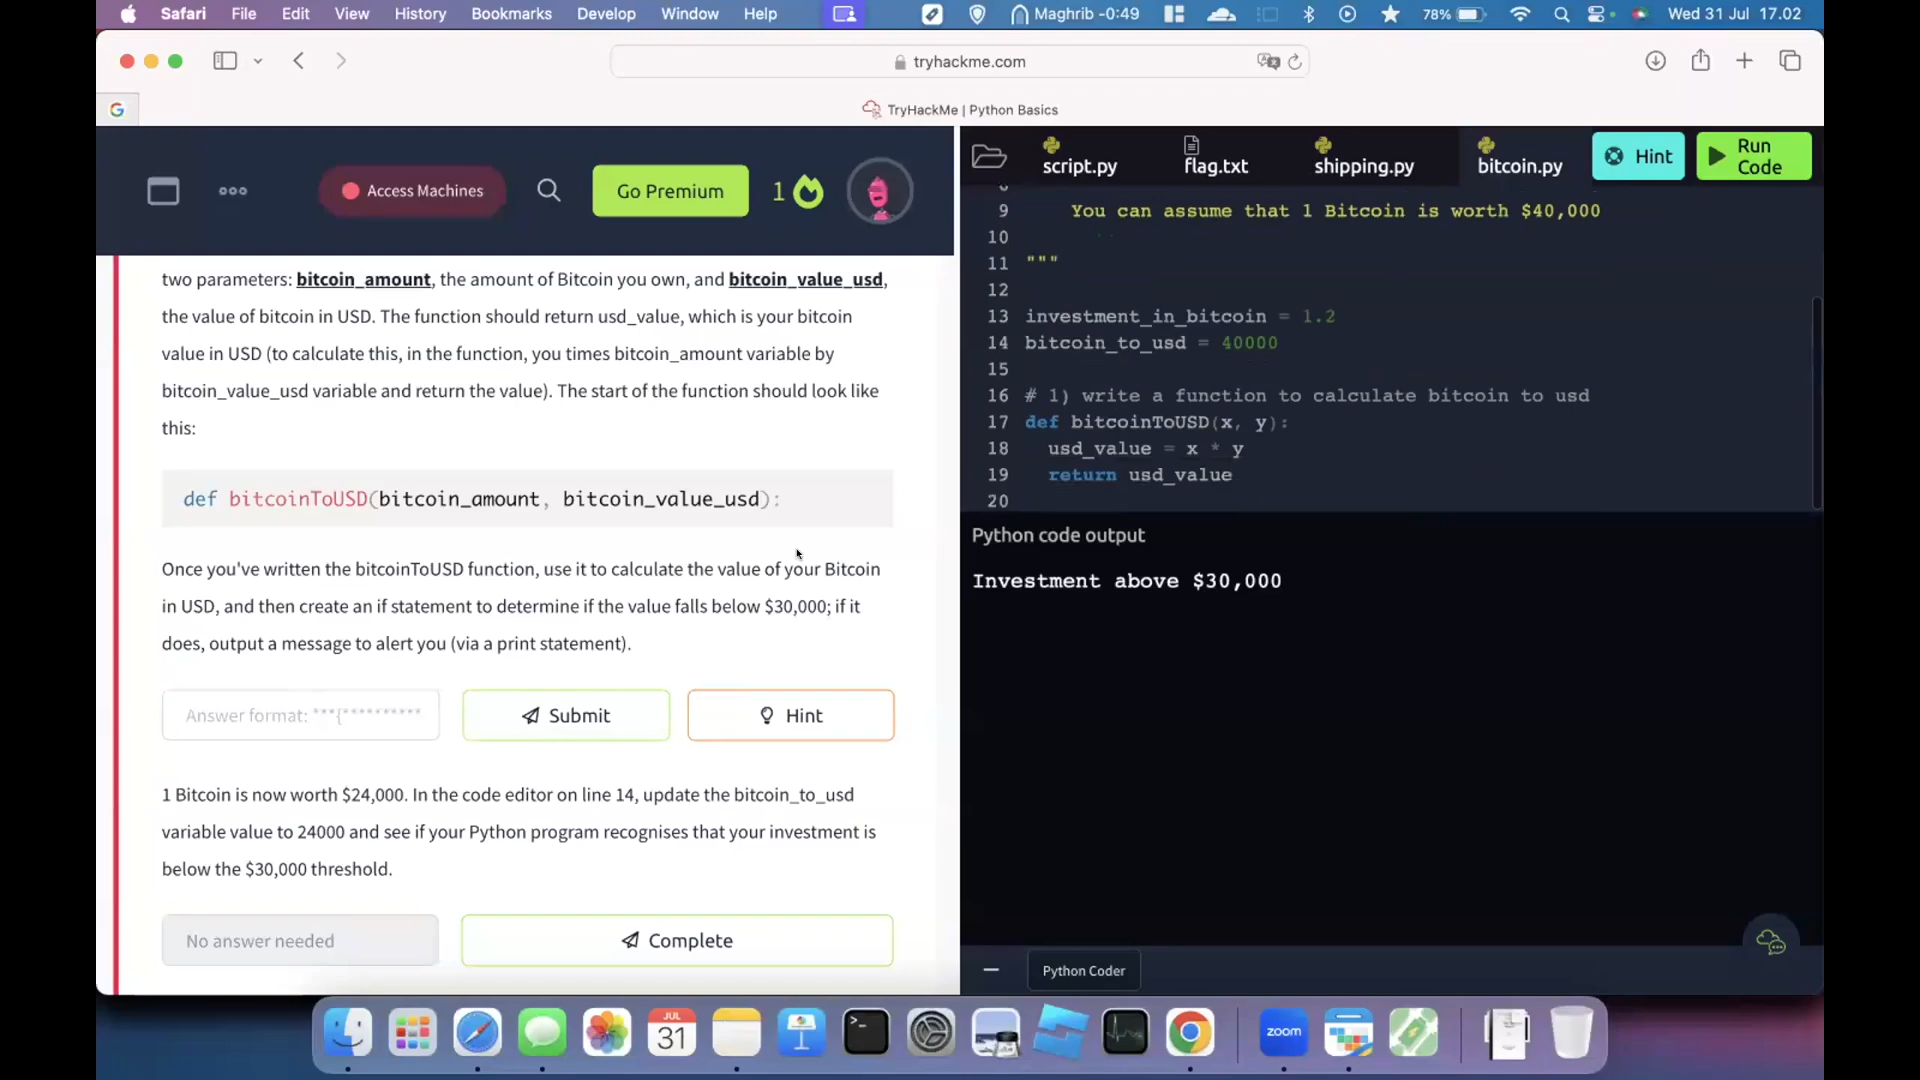 Safari File Edit View History Bookmarks Develop Window Help Maghrib -0:49 78% Wed 31 Jul 17.02
tryhackme.com
G TryHackMe | Python Basics
Access Machines Go Premium 1
two parameters: bitcoin_amount, the amount of Bitcoin you own, and bitcoin_value_usd,
the value of bitcoin in USD. The function should return usd_value, which is your bitcoin
value in USD (to calculate this, in the function, you times bitcoin_amount variable by
bitcoin_value_usd variable and return the value). The start of the function should look like
this:
def bitcoinToUSD(bitcoin_amount, bitcoin_value_usd):
Once you've written the bitcoinToUSD function, use it to calculate the value of your Bitcoin
in USD, and then create an if statement to determine if the value falls below $30,000; if it
does, output a message to alert you (via a print statement).
Answer format: ***{********** Submit Hint
1 Bitcoin is now worth $24,000. In the code editor on line 14, update the bitcoin_to_usd
variable value to 24000 and see if your Python program recognises that your investment is
below the $30,000 threshold.
No answer needed Complete
script.py flag.txt shipping.py bitcoin.py Hint Run
Code
9 You can assume that 1 Bitcoin is worth $40,000
10
11 """
12
13 investment_in_bitcoin = 1.2
14 bitcoin_to_usd = 40000
15
16 # 1) write a function to calculate bitcoin to usd
17 def bitcoinToUSD(x, y):
18 usd_value = x * y
19 return usd_value
20
Python code output
Investment above $30,000
Python Coder
JUL
31
zoom